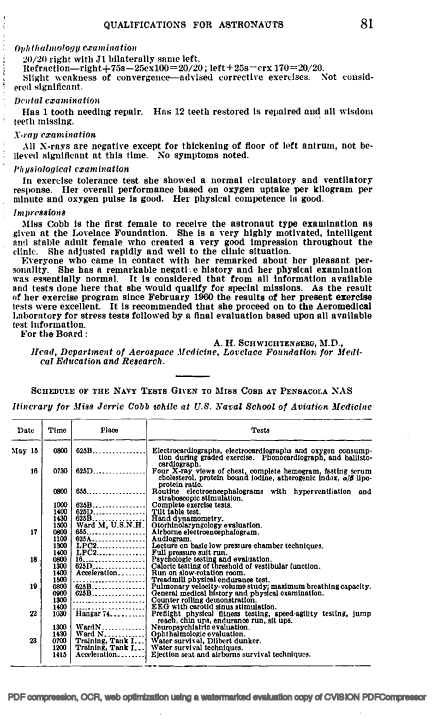 QUALIFICATIONS FOR ASTRONAUTS 81
Ophthalmology examination
20/20 right with J1 bilaterally same left.
Refraction—right+75s—25cx100=20/20; left+25s—crx 170=20/20.
Slight weakness of convergence—advised corrective exercises. Not consid-
ered significant.
Dental examination
Has 1 tooth needing repair. Has 12 teeth restored is repaired and all wisdom
teeth missing.
X-ray examination
All X-rays are negative except for thickening of floor of left antrum, not be-
lieved significant at this time. No symptoms noted.
Physiological examination
In exercise tolerance test she showed a normal circulatory and ventilatory
response. Her overall performance based on oxygen uptake per kilogram per
minute and oxygen pulse is good. Her physical competence is good.
Impressions
Miss Cobb is the first female to receive the astronaut type examination as
given at the Lovelace Foundation. She is a very highly motivated, intelligent
and stable adult female who created a very good impression throughout the
clinic. She adjusted rapidly and well to the clinic situation.
Everyone who came in contact with her remarked about her pleasant per-
sonality. She has a remarkable negative history and her physical examination
was essentially normal. It is considered that from all information available
and tests done here that she would qualify for special missions. As the result
of her exercise program since February 1960 the results of her present exercise
tests were excellent. It is recommended that she proceed on to the Aeromedical
Laboratory for stress tests followed by a final evaluation based upon all available
test information.
For the Board:
A. H. SCHWICHTENBERG, M.D.,
Head, Department of Aerospace Medicine, Lovelace Foundation for Medi-
cal Education and Research.
SCHEDULE OF THE NAVY TESTS GIVEN TO MISS COBB AT PENSACOLA NAS
Itinerary for Miss Jerrie Cobb while at U.S. Naval School of Aviation Medicine
Date Time Place Tests
May 15 0800 625B Electrocardiographs, electrocardiographs and oxygen consump-
tion during graded exercise. Phonocardiograph, and ballisto-
cardiograph.
16 0730 625D Four X-ray views of chest, complete hemogram, fasting serum
cholesterol, protein bound iodine, atherogenic index, α/β lipo-
protein ratio.
0800 655 Routine electroencephalograms with hyperventilation and
straboscopic stimulation.
1000 625B Complete exercise tests.
1400 625D Tilt table test.
1430 625B Hand dynamometry.
1500 Ward M, U.S.N.H. Otorhinolaryngology evaluation.
17 0800 655 Airborne electroencephalogram.
1100 625A Audiogram.
1300 LPC2 Lecture on basic low pressure chamber techniques.
1400 LPC2 Full pressure suit run.
18 0800 16 Psychologic testing and evaluation.
1300 625D Caloric testing of threshold of vestibular function.
1400 Acceleration Run on slow-rotation room.
1500 Treadmill physical endurance test.
19 0800 625B Pulmonary velocity-volume study; maximum breathing capacity.
0900 625B General medical history and physical examination.
1300 Counter rolling demonstration.
1400 EEG with carotid sinus stimulation.
22 1030 Hangar 74 Preflight physical fitness testing, speed-agility testing, jump
reach, chin ups, endurance run, sit ups.
1300 WardN Neuropsychiatric evaluation.
1430 Ward N Ophthalmologic evaluation.
23 0700 Training, Tank 1 Water survival, Dilbert dunker.
1200 Training, Tank 1 Water survival techniques.
1415 Acceleration Ejection seat and airborne survival techniques.
PDF compression, OCR, web optimization using a watermarked evaluation copy of CVISION PDFCompressor